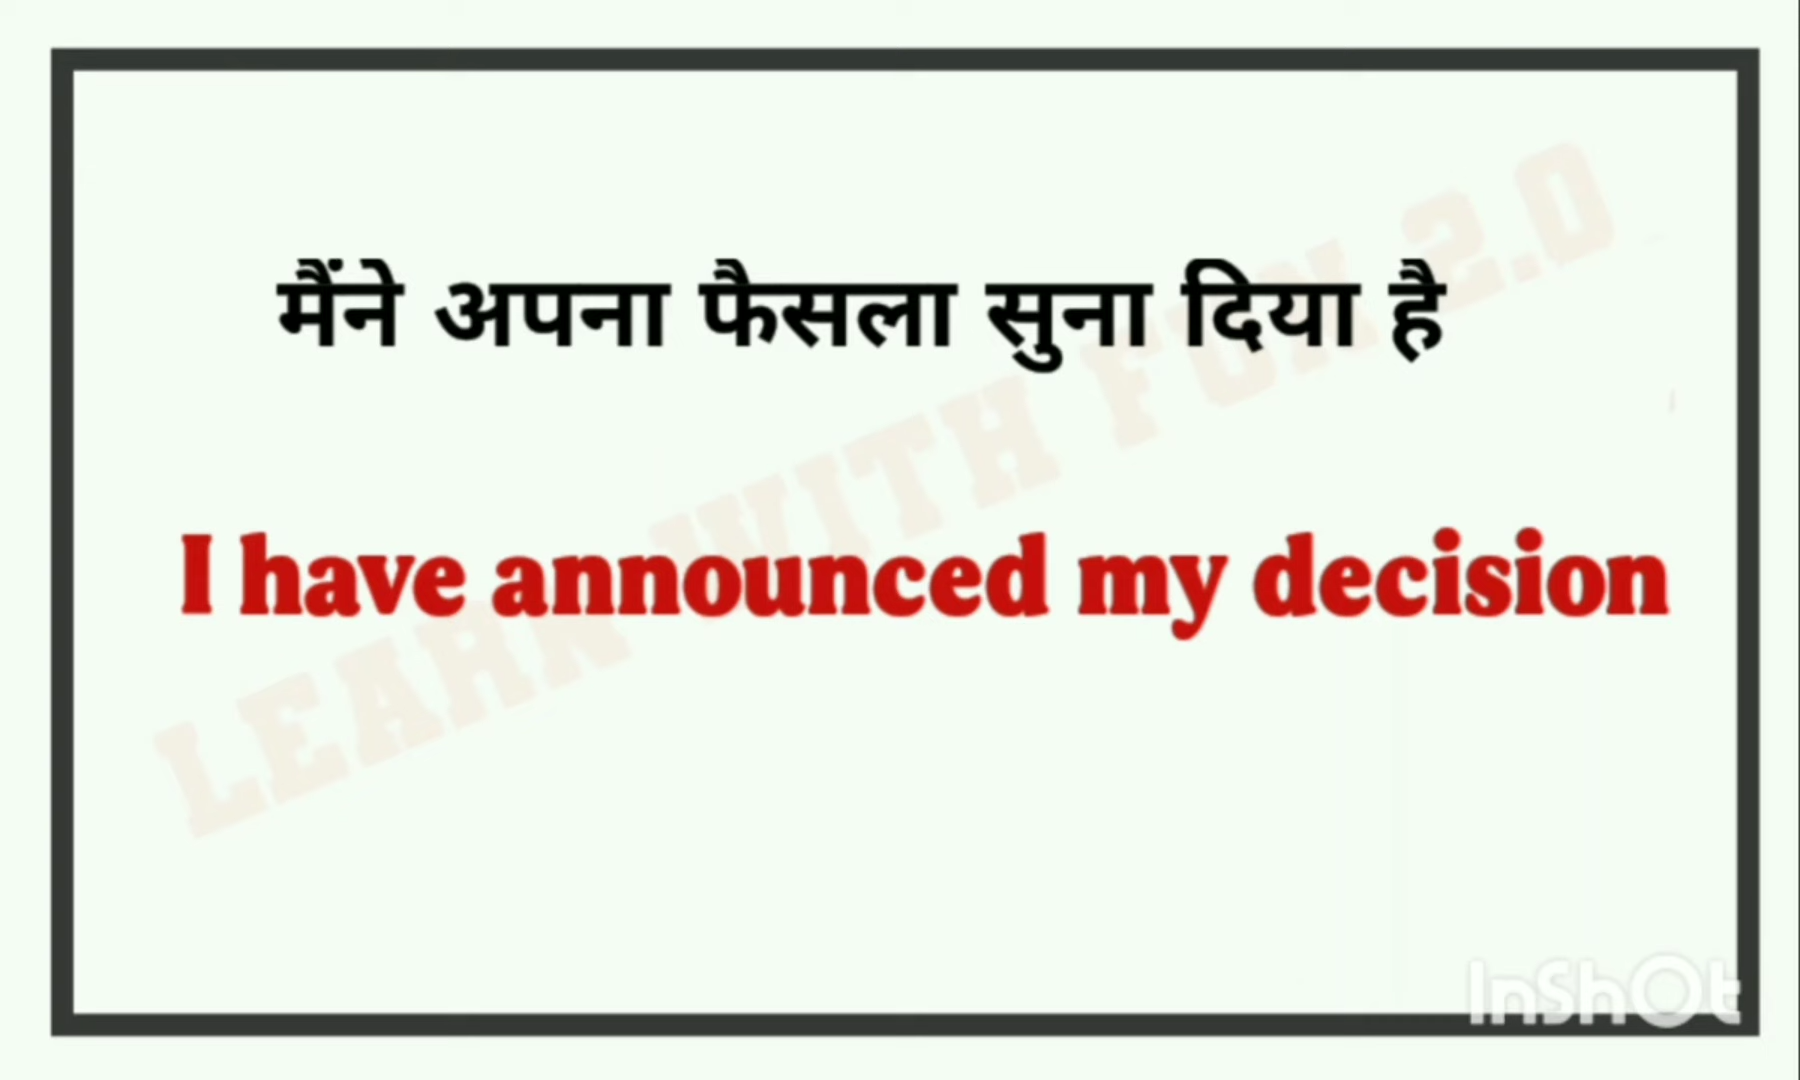 मैंने अपना फैसला सुना दिया है
I have announced my decision
LEARN WITH FUN 2.0
InShOt